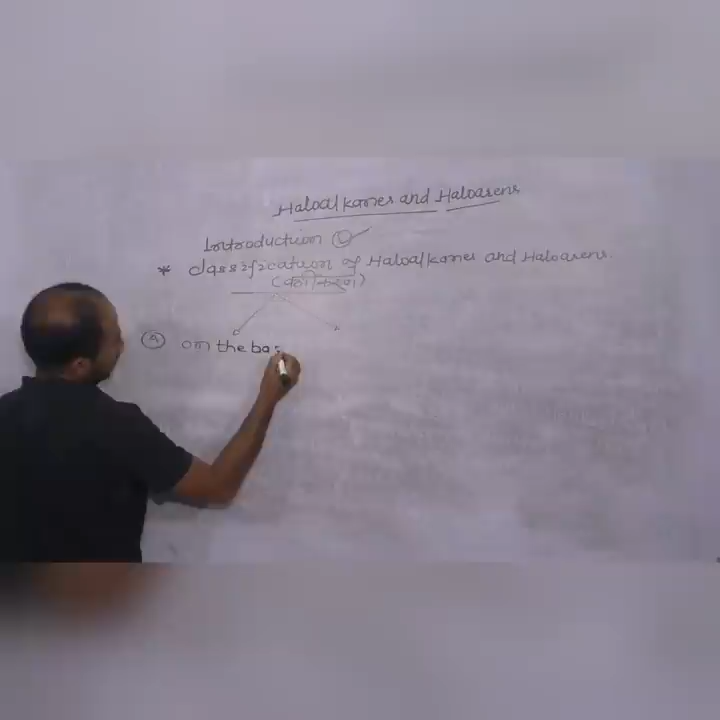 Haloalkanes and Haloarens
Introduction
* Classification of Haloalkanes and Haloarens.
(वर्गीकरण)
on the bas